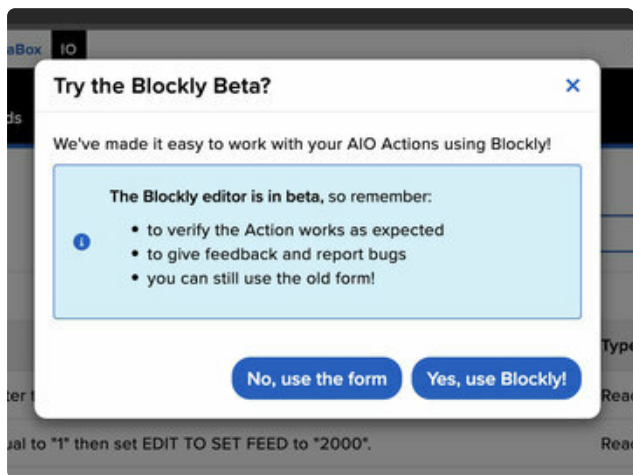 aBox IO
Try the Blockly Beta? ×
ds
We've made it easy to work with your AIO Actions using Blockly!
The Blockly editor is in beta, so remember:
• to verify the Action works as expected
• to give feedback and report bugs
• you can still use the old form!
No, use the form Yes, use Blockly!
Type
ter Rea
ual to "1" then set EDIT TO SET FEED to "2000". Rea